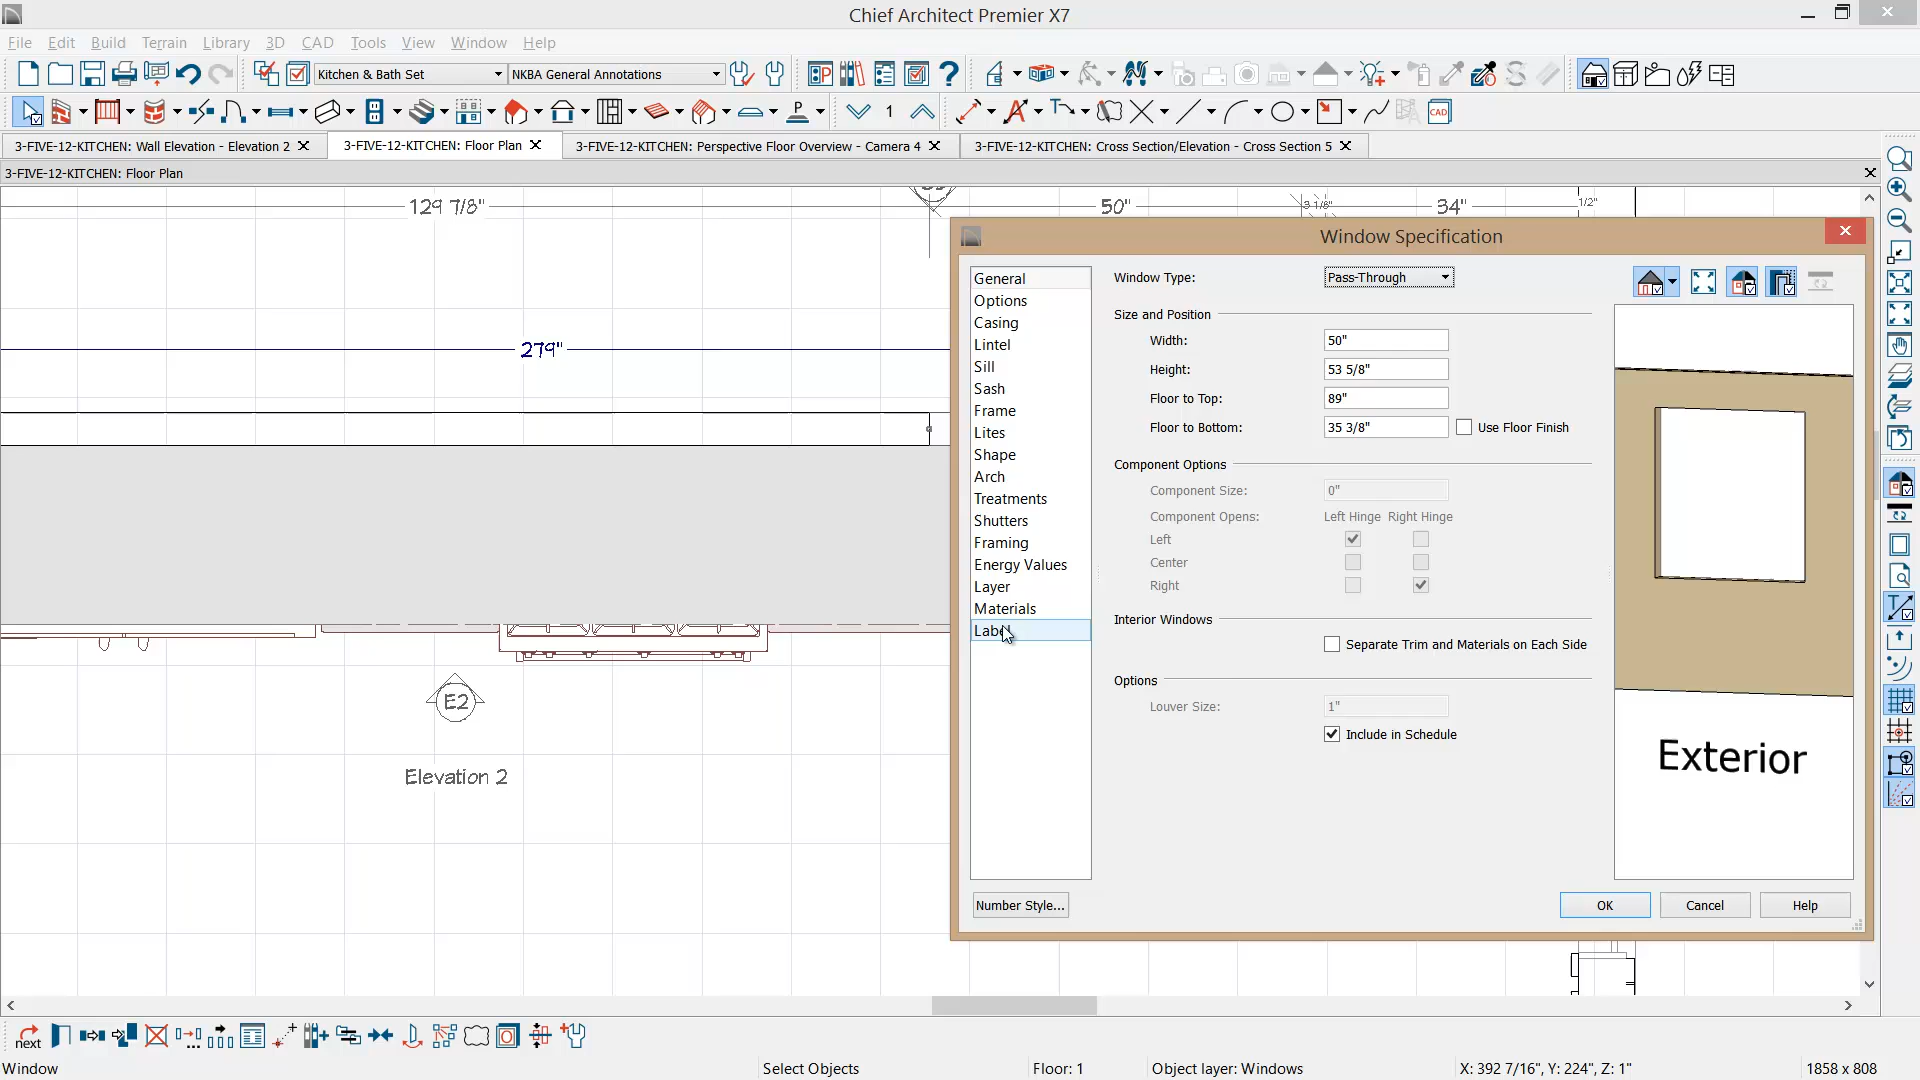 Chief Architect Premier X7
File Edit Build Terrain Library 3D CAD Tools View Window Help
Kitchen & Bath Set NKBA General Annotations
1
3-FIVE-12-KITCHEN: Wall Elevation - Elevation 2 3-FIVE-12-KITCHEN: Floor Plan 3-FIVE-12-KITCHEN: Perspective Floor Overview - Camera 4 3-FIVE-12-KITCHEN: Cross Section/Elevation - Cross Section 5
3-FIVE-12-KITCHEN: Floor Plan
129 7/8" 50" 3 1/8" 34" 1/2"
279"
E2
Elevation 2
Window Specification
General
Options
Casing
Lintel
Sill
Sash
Frame
Lites
Shape
Arch
Treatments
Shutters
Framing
Energy Values
Layer
Materials
Label
Window Type: Pass-Through
Size and Position
Width: 50"
Height: 53 5/8"
Floor to Top: 89"
Floor to Bottom: 35 3/8" Use Floor Finish
Component Options
Component Size: 0"
Component Opens: Left Hinge Right Hinge
Left
Center
Right
Interior Windows
Separate Trim and Materials on Each Side
Options
Louver Size: 1"
Include in Schedule
Exterior
Number Style... OK Cancel Help
next
Window Select Objects Floor: 1 Object layer: Windows X: 392 7/16", Y: 224", Z: 1" 1858 x 808